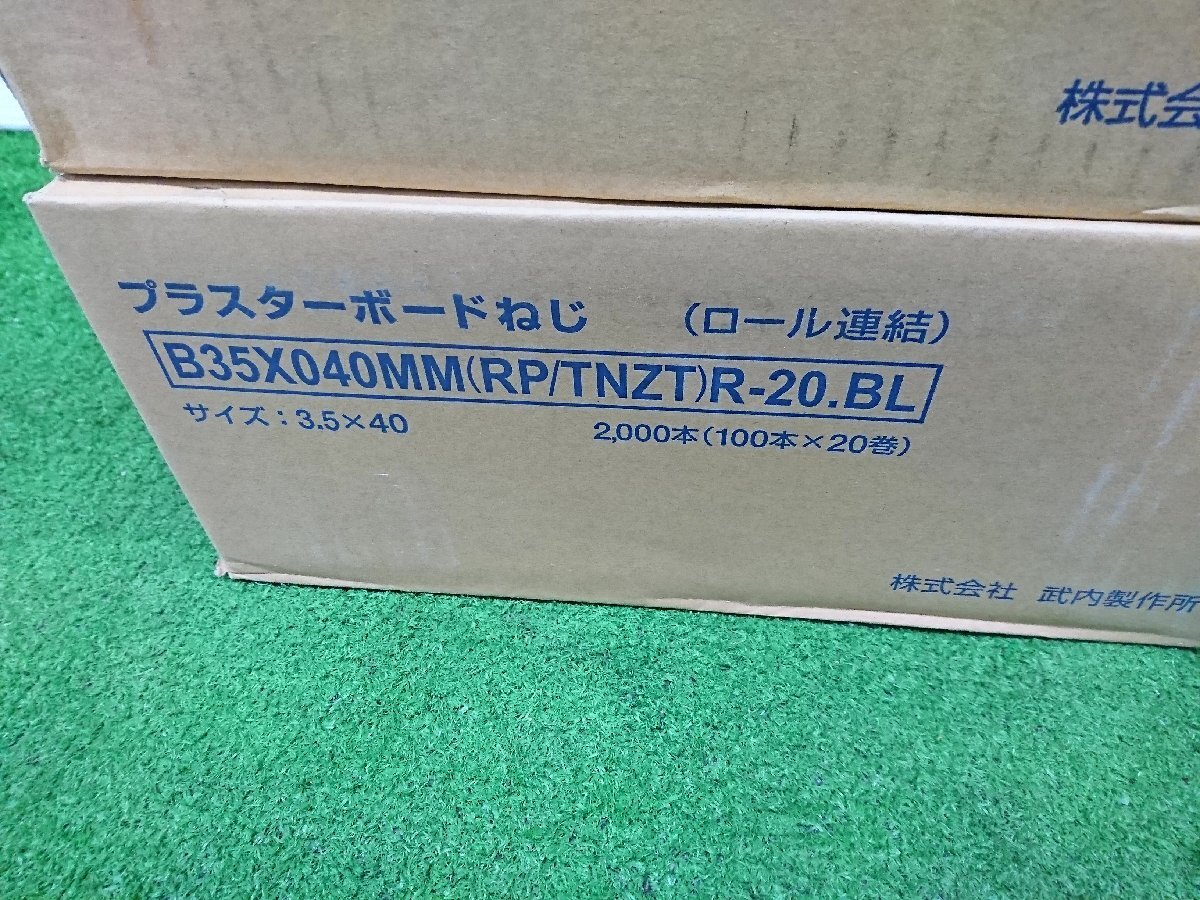 株式会
プラスターボードねじ （ロール連結）
B35X040MM(RP/TNZT)R-20.BL
サイズ：3.5×40 2,000本（100本×20巻）
株式会社 武内製作所